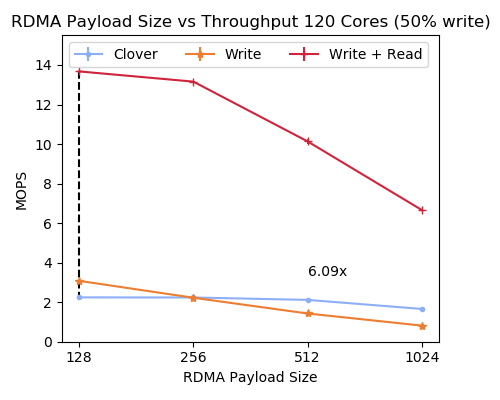 RDMA Payload Size vs Throughput 120 Cores (50% write)
Clover
Write
Write + Read
14
12
10
8
6
4
2
0
MOPS
6.09x
128
256
512
1024
RDMA Payload Size